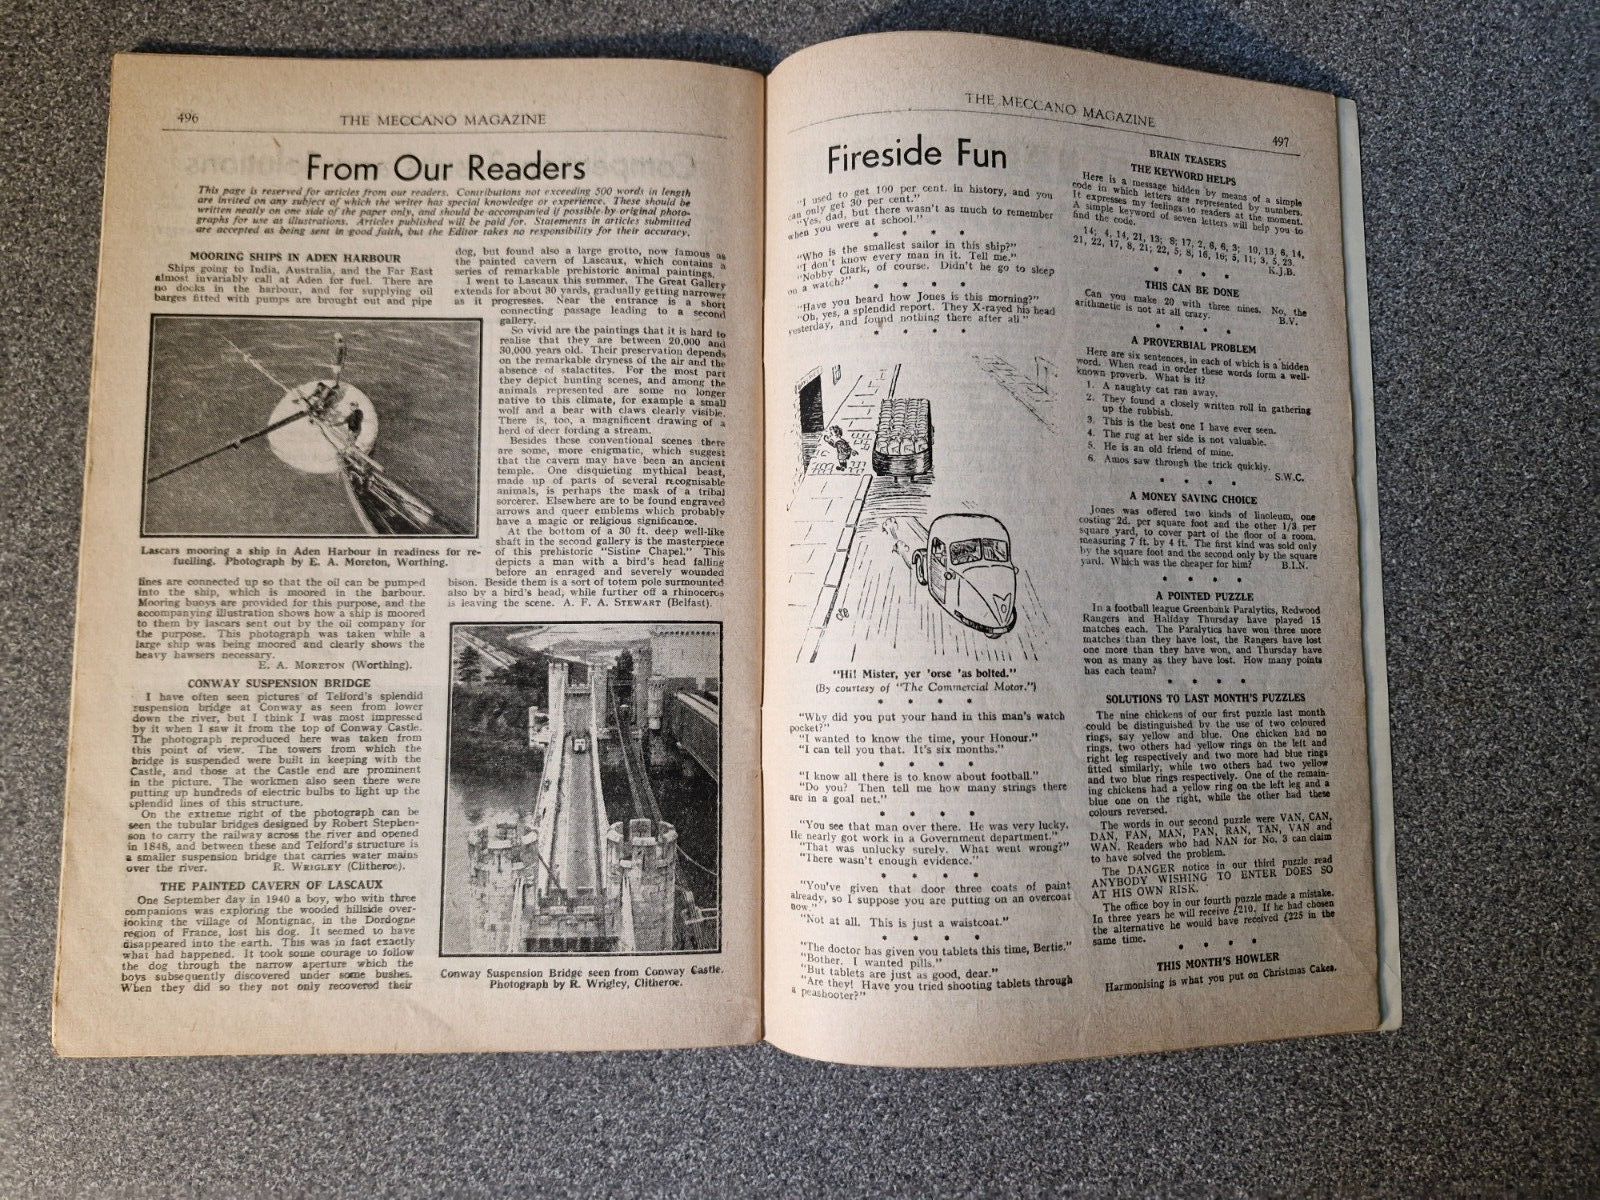 496
THE MECCANO MAGAZINE
From Our Readers
This page is reserved for articles from our readers. Contributions not exceeding 500 words in length
are invited on any subject of which the writer has special knowledge or experience. These should be
written neatly on one side of the paper only, and should be accompanied if possible by original photo-
graphs for use as illustrations. Articles published will be paid for. Statements in articles submitted
are accepted as being sent in good faith, but the Editor takes no responsibility for their accuracy.
MOORING SHIPS IN ADEN HARBOUR
Ships going to India, Australia, and the Far East
almost invariably call at Aden for fuel. There are
no docks in the harbour, and for supplying oil
barges fitted with pumps are brought out and pipe
Lascars mooring a ship in Aden Harbour in readiness for re-
fuelling. Photograph by E. A. Moreton, Worthing.
lines are connected up so that the oil can be pumped
into the ship, which is moored in the harbour.
Mooring buoys are provided for this purpose, and the
accompanying illustration shows how a ship is moored
to them by lascars sent out by the oil company for
the purpose. This photograph was taken while a
large ship was being moored and clearly shows the
heavy hawsers necessary.
E. A. MORETON (Worthing).
CONWAY SUSPENSION BRIDGE
I have often seen pictures of Telford's splendid
suspension bridge at Conway as seen from lower
down the river, but I think I was most impressed
by it when I saw it from the top of Conway Castle.
The photograph reproduced here was taken from
this point of view. The towers from which the
bridge is suspended were built in keeping with the
Castle, and those at the Castle end are prominent
in the picture. The workmen also seen there were
putting up hundreds of electric bulbs to light up the
splendid lines of this structure.
On the extreme right of the photograph can be
seen the tubular bridges designed by Robert Stephen-
son to carry the railway across the river and opened
in 1848, and between these and Telford's structure is
a smaller suspension bridge that carries water mains
over the river. R. WRIGLEY (Clitheroe).
THE PAINTED CAVERN OF LASCAUX
One September day in 1940 a boy, who with three
companions was exploring the wooded hillside over-
looking the village of Montignac, in the Dordogne
region of France, lost his dog. It seemed to have
disappeared into the earth. This was in fact exactly
what had happened. It took some courage to follow
the dog through the narrow aperture which the
boys subsequently discovered under some bushes.
When they did so they not only recovered their
dog, but found also a large grotto, now famous as
the painted cavern of Lascaux, which contains a
series of remarkable prehistoric animal paintings.
I went to Lascaux this summer. The Great Gallery
extends for about 30 yards, gradually getting narrower
as it progresses. Near the entrance is a short
connecting passage leading to a second
gallery.
So vivid are the paintings that it is hard to
realise that they are between 20,000 and
30,000 years old. Their preservation depends
on the remarkable dryness of the air and the
absence of stalactites. For the most part
they depict hunting scenes, and among the
animals represented are some no longer
native to this climate, for example a small
wolf and a bear with claws clearly visible.
There is, too, a magnificent drawing of a
herd of deer fording a stream.
Besides these conventional scenes there
are some, more enigmatic, which suggest
that the cavern may have been an ancient
temple. One disquieting mythical beast,
made up of parts of several recognisable
animals, is perhaps the mask of a tribal
sorcerer. Elsewhere are to be found engraved
arrows and queer emblems which probably
have a magic or religious significance.
At the bottom of a 30 ft. deep well-like
shaft in the second gallery is the masterpiece
of this prehistoric "Sistine Chapel." This
depicts a man with a bird's head falling
before an enraged and severely wounded
bison. Beside them is a sort of totem pole surmounted
also by a bird's head, while further off a rhinoceros
is leaving the scene. A. F. A. STEWART (Belfast).
Conway Suspension Bridge seen from Conway Castle.
Photograph by R. Wrigley, Clitheroe.
THE MECCANO MAGAZINE
497
Fireside Fun
"I used to get 100 per cent. in history, and you
can only get 30 per cent."
"Yes, dad, but there wasn't as much to remember
when you were at school."
* * * *
"Who is the smallest sailor in this ship?"
"I don't know every man in it. Tell me."
"Nobby Clark, of course. Didn't he go to sleep
on a watch?"
* * * *
"Have you heard how Jones is this morning?"
"Oh, yes, a splendid report. They X-rayed his head
yesterday, and found nothing there after all."
* * * *
"Hi! Mister, yer 'orse 'as bolted."
(By courtesy of "The Commercial Motor.")
* * * *
"Why did you put your hand in this man's watch
pocket?"
"I wanted to know the time, your Honour."
"I can tell you that. It's six months."
* * * *
"I know all there is to know about football."
"Do you? Then tell me how many strings there
are in a goal net."
* * * *
"You see that man over there. He was very lucky.
He nearly got work in a Government department."
"That was unlucky surely. What went wrong?"
"There wasn't enough evidence."
* * * *
"You've given that door three coats of paint
already, so I suppose you are putting on an overcoat
now."
"Not at all. This is just a waistcoat."
* * * *
"The doctor has given you tablets this time, Bertie."
"Bother. I wanted pills."
"But tablets are just as good, dear."
"Are they! Have you tried shooting tablets through
a peashooter?"
BRAIN TEASERS
THE KEYWORD HELPS
Here is a message hidden by means of a simple
code in which letters are represented by numbers.
It expresses my feelings to readers at the moment.
A simple keyword of seven letters will help you to
find the code.
14; 4, 14, 21, 13; 8; 17, 2, 6, 6, 3; 10, 13, 6, 14,
21, 22, 17, 8, 21; 22, 5, 8, 16, 16; 5, 11; 3, 5, 23.
K.J.B.
* * * *
THIS CAN BE DONE
Can you make 20 with three nines. No, the
arithmetic is not at all crazy. B.V.
* * * *
A PROVERBIAL PROBLEM
Here are six sentences, in each of which is a hidden
word. When read in order these words form a well-
known proverb. What is it?
1. A naughty cat ran away.
2. They found a closely written roll in gathering
up the rubbish.
3. This is the best one I have ever seen.
4. The rug at her side is not valuable.
5. He is an old friend of mine.
6. Amos saw through the trick quickly.
S.W.C.
* * * *
A MONEY SAVING CHOICE
Jones was offered two kinds of linoleum, one
costing 2d. per square foot and the other 1/3 per
square yard, to cover part of the floor of a room,
measuring 7 ft. by 4 ft. The first kind was sold only
by the square foot and the second only by the square
yard. Which was the cheaper for him? B.I.N.
* * * *
A POINTED PUZZLE
In a football league Greenbank Paralytics, Redwood
Rangers and Halfday Thursday have played 15
matches each. The Paralytics have won three more
matches than they have lost, the Rangers have lost
one more than they have won, and Thursday have
won as many as they have lost. How many points
has each team?
* * * *
SOLUTIONS TO LAST MONTH'S PUZZLES
The nine chickens of our first puzzle last month
could be distinguished by the use of two coloured
rings, say yellow and blue. One chicken had no
rings, two others had yellow rings on the left and
right leg respectively and two more had blue rings
fitted similarly, while two others had two yellow
and two blue rings respectively. One of the remain-
ing chickens had a yellow ring on the left leg and a
blue one on the right, while the other had these
colours reversed.
The words in our second puzzle were VAN, CAN,
DAN, FAN, MAN, PAN, RAN, TAN, VAN and
WAN. Readers who had NAN for No. 3 can claim
to have solved the problem.
The DANGER notice in our third puzzle read
ANYBODY WISHING TO ENTER DOES SO
AT HIS OWN RISK.
The office boy in our fourth puzzle made a mistake.
In three years he will receive £210. If he had chosen
the alternative he would have received £225 in the
same time.
* * * *
THIS MONTH'S HOWLER
Harmonising is what you put on Christmas Cakes.